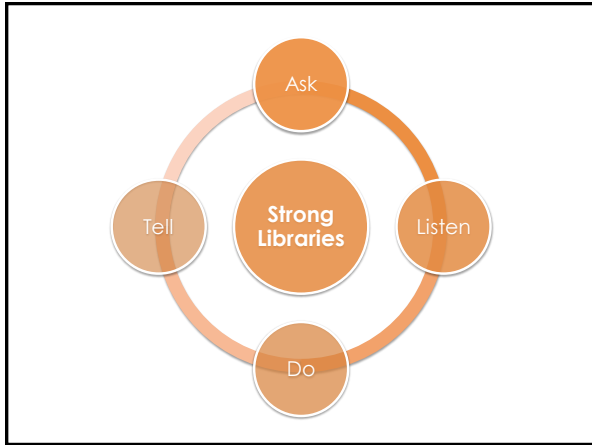 Ask
Strong
Libraries
Tell
Listen
Do